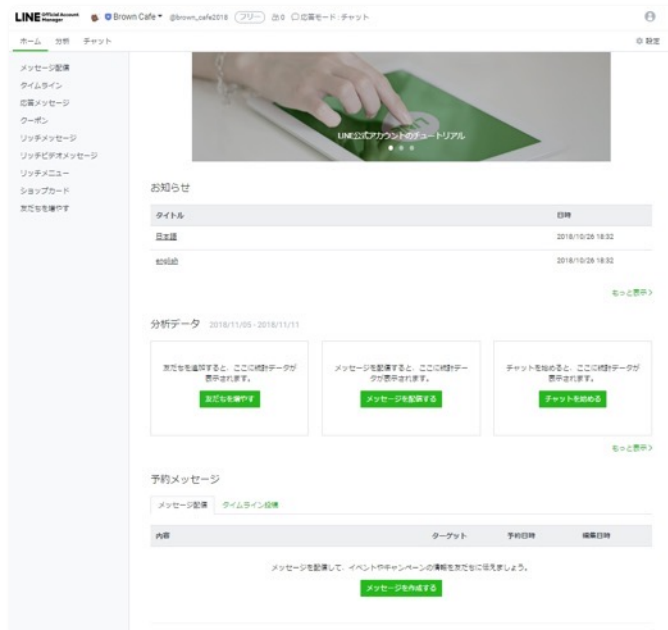 LINE Official Account Manager
Brown Cafe @brown_cafe2018 フリー 0 応答モード:チャット
ホーム 分析 チャット 設定
メッセージ配信
タイムライン
応答メッセージ
クーポン
リッチメッセージ
リッチビデオメッセージ
リッチメニュー
ショップカード
友だちを増やす
LINE公式アカウントのチュートリアル
お知らせ
タイトル 日時
日本語 2018/10/26 18:32
english 2018/10/26 18:32
もっと表示
分析データ 2018/11/05 - 2018/11/11
友だちを追加すると、ここに統計データが
表示されます。
友だちを増やす
メッセージを配信すると、ここに統計デー
タが表示されます。
メッセージを配信する
チャットを始めると、ここに統計データが
表示されます。
チャットを始める
もっと表示
予約メッセージ
メッセージ配信 タイムライン投稿
内容 ターゲット 予約日時 編集日時
メッセージを配信して、イベントやキャンペーンの情報を友だちに伝えましょう。
メッセージを作成する